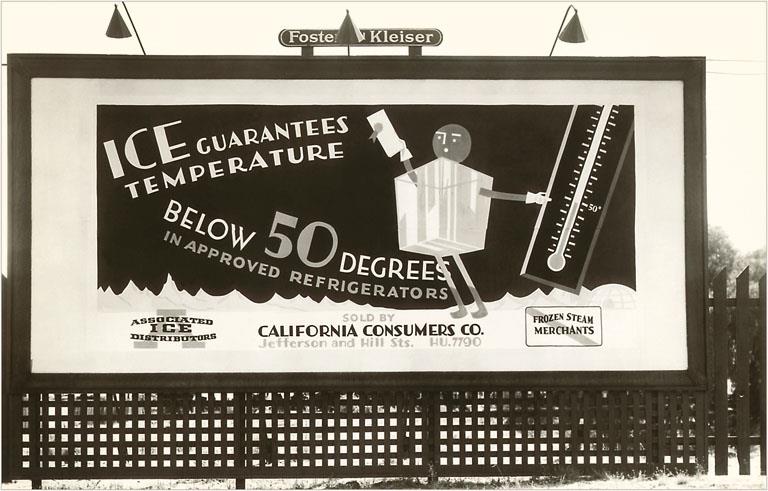 Foster Kleiser
ICE GUARANTEES
TEMPERATURE
BELOW 50 DEGREES
IN APPROVED REFRIGERATORS
50°
ASSOCIATED
ICE
DISTRIBUTORS
SOLD BY
CALIFORNIA CONSUMERS CO.
Jefferson and Hill Sts. HU.7790
FROZEN STEAM
MERCHANTS